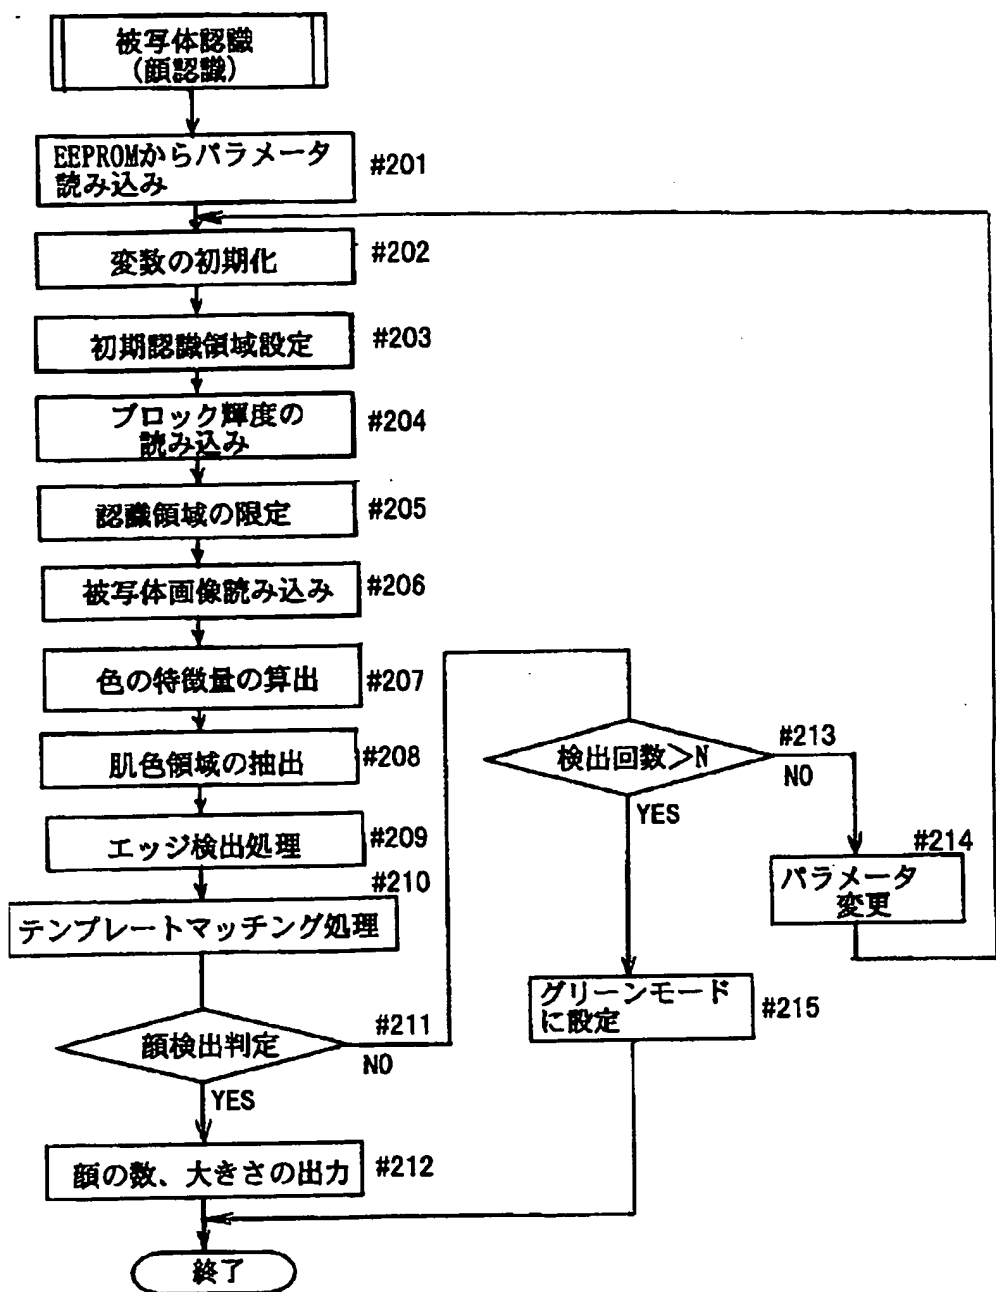 被写体認識
(顔認識)
EEPROMからパラメータ
読み込み
#201
変数の初期化
#202
初期認識領域設定
#203
ブロック輝度の
読み込み
#204
認識領域の限定
#205
被写体画像読み込み
#206
色の特徴量の算出
#207
肌色領域の抽出
#208
エッジ検出処理
#209
#210
テンプレートマッチング処理
顔検出判定
#211
NO
YES
顔の数、大きさの出力
#212
検出回数>N
#213
NO
YES
#214
パラメータ
変更
グリーンモード
に設定
#215
終了